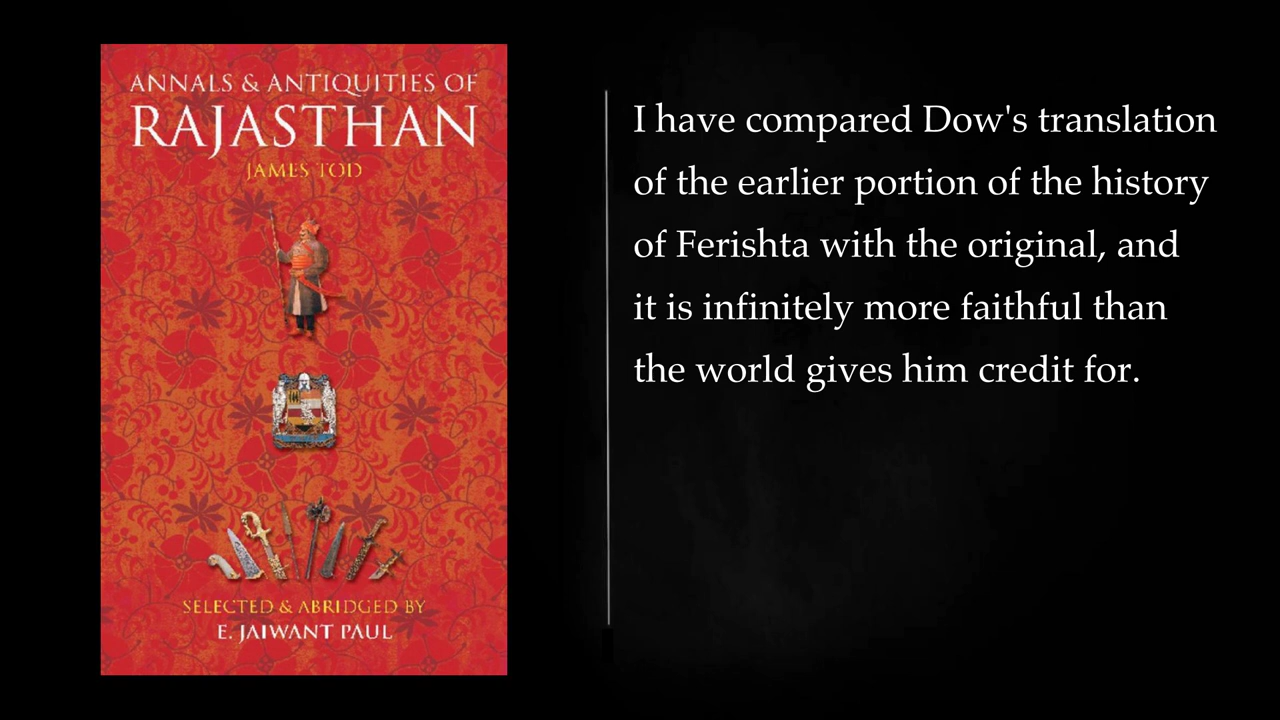 ANNALS & ANTIQUITIES OF
RAJASTHAN
JAMES TOD
SELECTED & ABRIDGED BY
E. JAIWANT PAUL
I have compared Dow's translation
of the earlier portion of the history
of Ferishta with the original, and
it is infinitely more faithful than
the world gives him credit for.